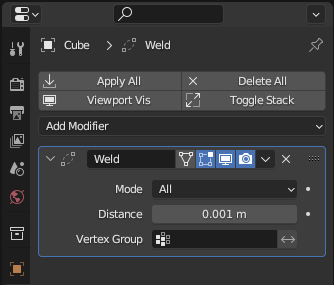 Cube > Weld
Apply All Delete All
Viewport Vis Toggle Stack
Add Modifier
Weld
Mode All
Distance 0.001 m
Vertex Group